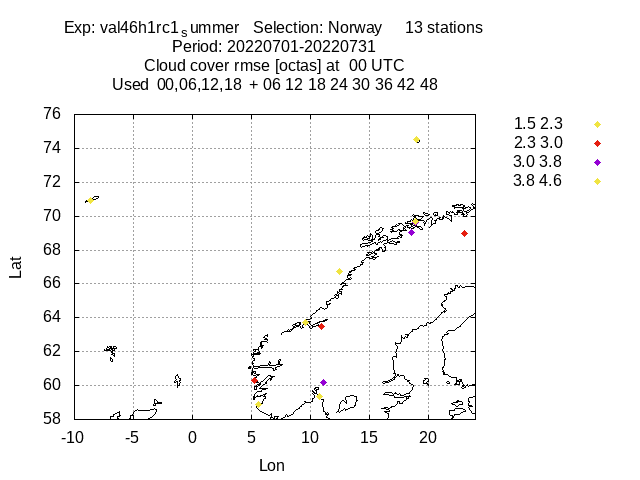 Exp: val46h1rc1summer   Selection: Norway     13 stations
Period: 20220701-20220731
Cloud cover rmse [octas] at  00 UTC
Used  00,06,12,18  + 06 12 18 24 30 36 42 48
1.5 2.3
2.3 3.0
3.0 3.8
3.8 4.6
Lat
76
74
72
70
68
66
64
62
60
58
-10 -5 0 5 10 15 20
Lon